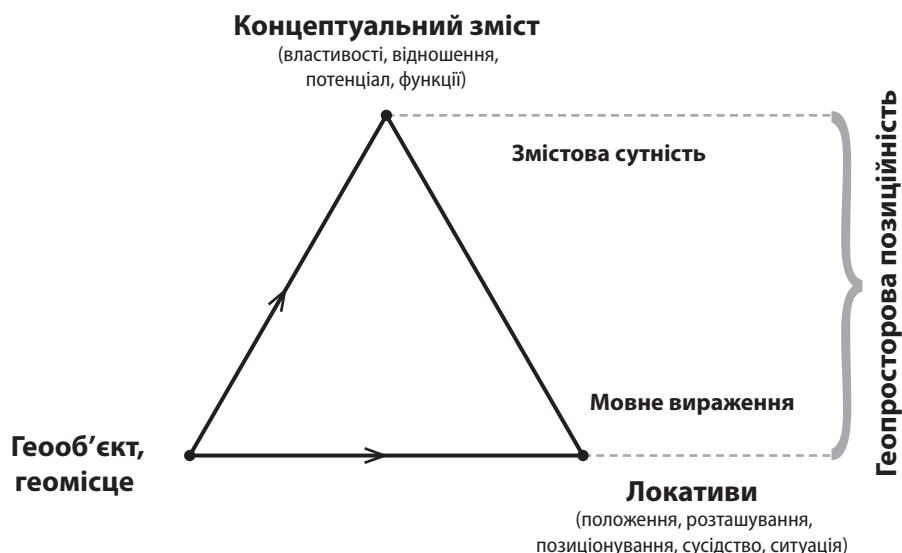 Концептуальний зміст
(властивості, відношення,
потенціал, функції)
Змістова сутність
Геопросторова позиційність
Мовне вираження
Геооб’єкт,
геомісце
Локативи
(положення, розташування,
позиціонування, сусідство, ситуація)